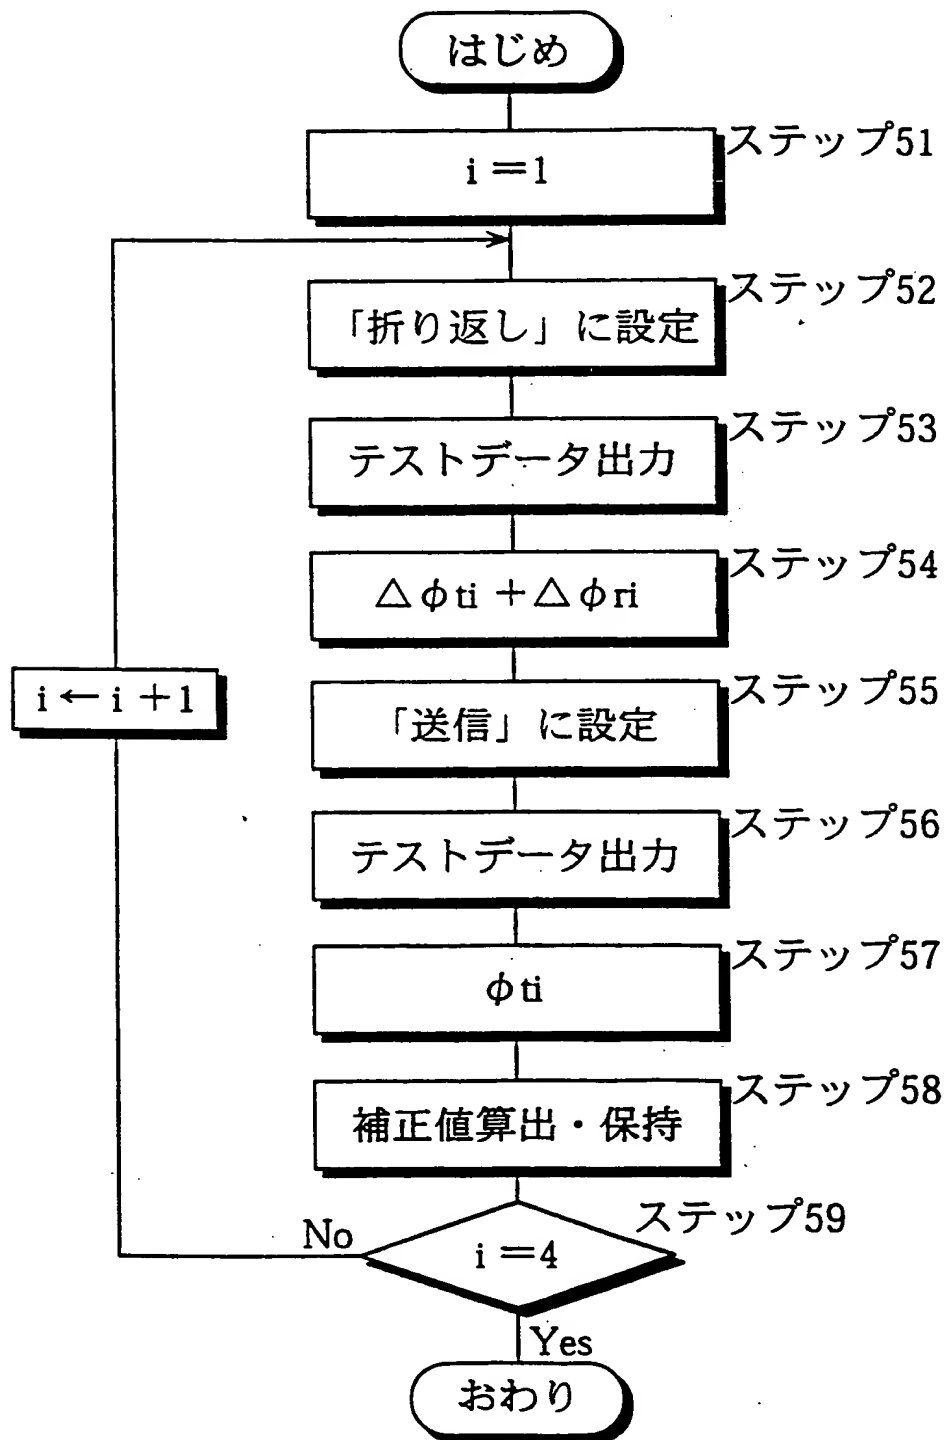 はじめ
ステップ51
i=1
ステップ52
「折り返し」に設定
ステップ53
テストデータ出力
ステップ54
△φti+△φri
ステップ55
「送信」に設定
i←i+1
ステップ56
テストデータ出力
ステップ57
φti
ステップ58
補正値算出・保持
ステップ59
No
i=4
Yes
おわり